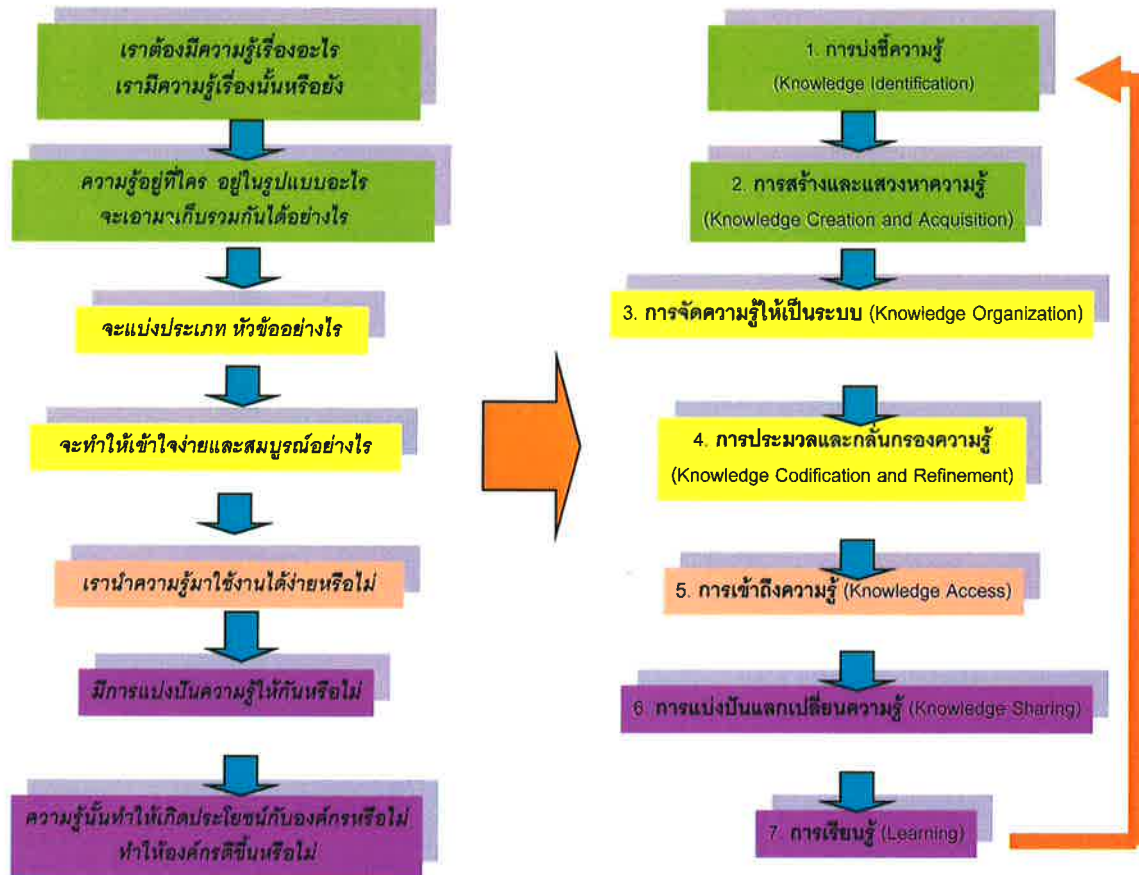 เราต้องมีความรู้เรื่องอะไร
เรามีความรู้เรื่องนั้นหรือยัง
ความรู้อยู่ที่ใคร อยู่ในรูปแบบอะไร
จะเอามาเก็บรวมกันได้อย่างไร
จะแบ่งประเภท หัวข้ออย่างไร
จะทำให้เข้าใจง่ายและสมบูรณ์อย่างไร
เรานำความรู้มาใช้งานได้ง่ายหรือไม่
มีการแบ่งปันความรู้ให้กันหรือไม่
ความรู้นั้นทำให้เกิดประโยชน์กับองค์กรหรือไม่
ทำให้องค์กรดีขึ้นหรือไม่
1. การบ่งชี้ความรู้
(Knowledge Identification)
2. การสร้างและแสวงหาความรู้
(Knowledge Creation and Acquisition)
3. การจัดความรู้ให้เป็นระบบ (Knowledge Organization)
4. การประมวลและกลั่นกรองความรู้
(Knowledge Codification and Refinement)
5. การเข้าถึงความรู้ (Knowledge Access)
6. การแบ่งปันแลกเปลี่ยนความรู้ (Knowledge Sharing)
7. การเรียนรู้ (Learning)